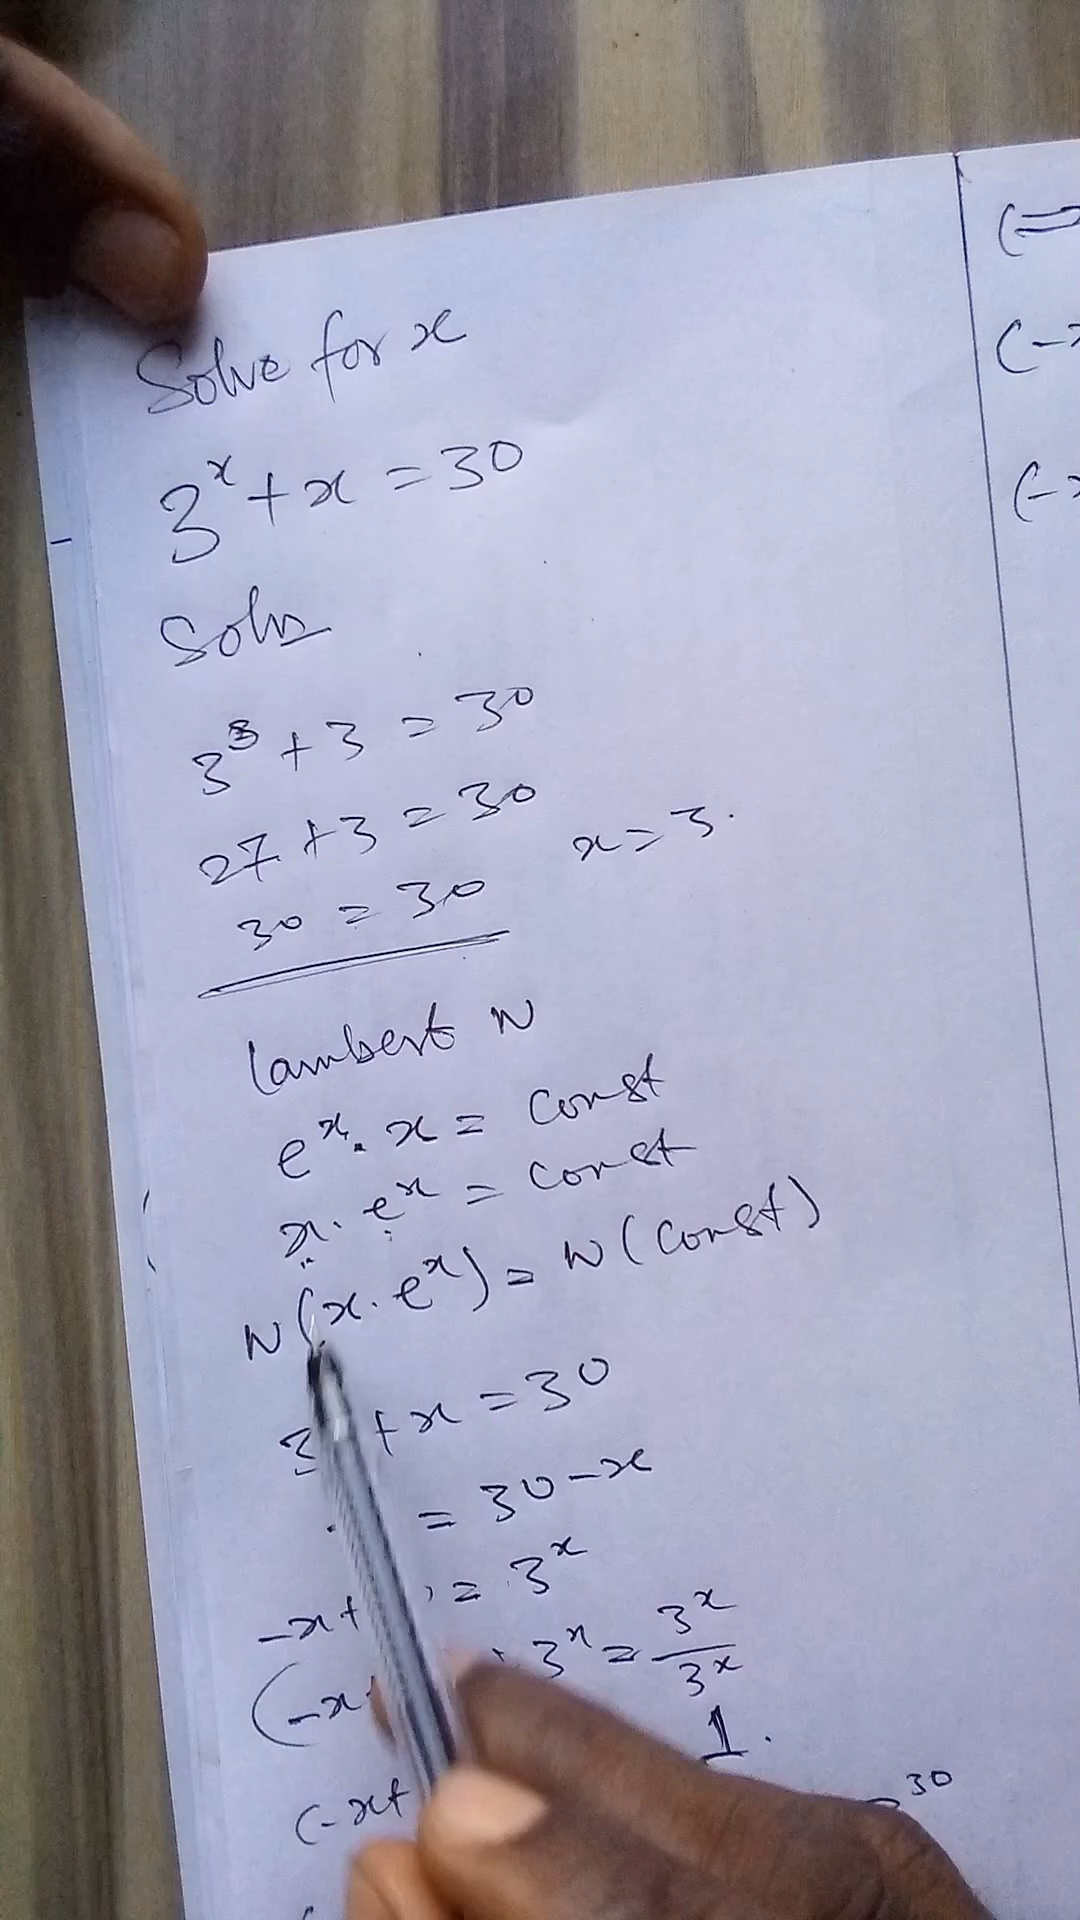 Solve for x
3^x + x = 30
Soln
3^3 + 3 = 30
27 + 3 = 30
x = 3.
30 = 30
Lambert W
e^x . x = Const
x . e^x = Const
W(x . e^x) = W(Const)
3 + x = 30
= 30 - x
-x + = 3^x
(-x 3^x = 3^x / 3^x
1.
(-x+ 30
(=
(-x
(-x